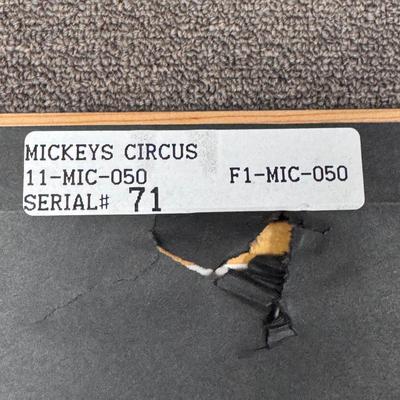 MICKEYS CIRCUS
11-MIC-050 F1-MIC-050
SERIAL# 71